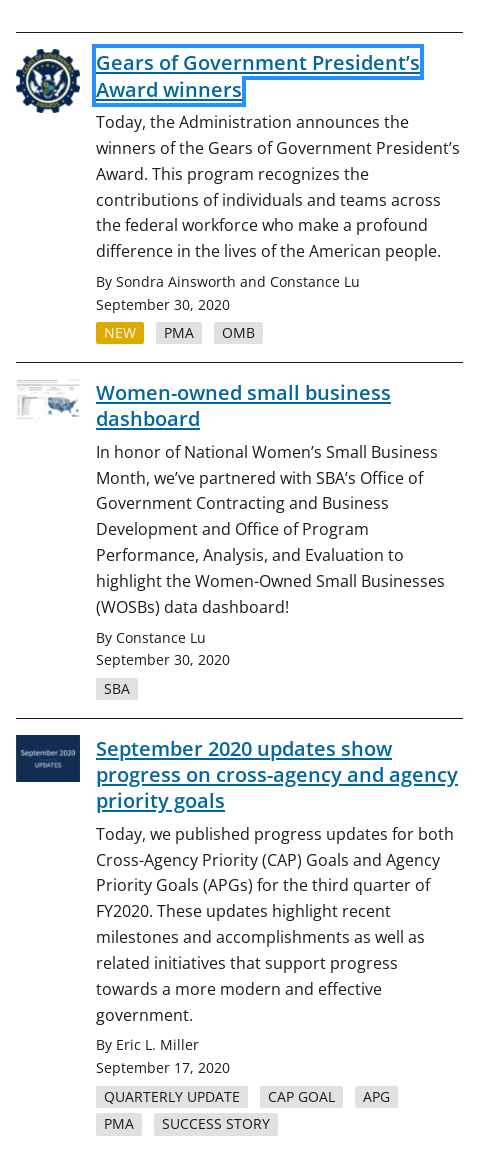 Gears of Government President’s
Award winners
Today, the Administration announces the
winners of the Gears of Government President’s
Award. This program recognizes the
contributions of individuals and teams across
the federal workforce who make a profound
difference in the lives of the American people.
By Sondra Ainsworth and Constance Lu
September 30, 2020
NEW PMA OMB
Women-owned small business
dashboard
In honor of National Women’s Small Business
Month, we’ve partnered with SBA’s Office of
Government Contracting and Business
Development and Office of Program
Performance, Analysis, and Evaluation to
highlight the Women-Owned Small Businesses
(WOSBs) data dashboard!
By Constance Lu
September 30, 2020
SBA
September 2020
UPDATES
September 2020 updates show
progress on cross-agency and agency
priority goals
Today, we published progress updates for both
Cross-Agency Priority (CAP) Goals and Agency
Priority Goals (APGs) for the third quarter of
FY2020. These updates highlight recent
milestones and accomplishments as well as
related initiatives that support progress
towards a more modern and effective
government.
By Eric L. Miller
September 17, 2020
QUARTERLY UPDATE CAP GOAL APG
PMA SUCCESS STORY